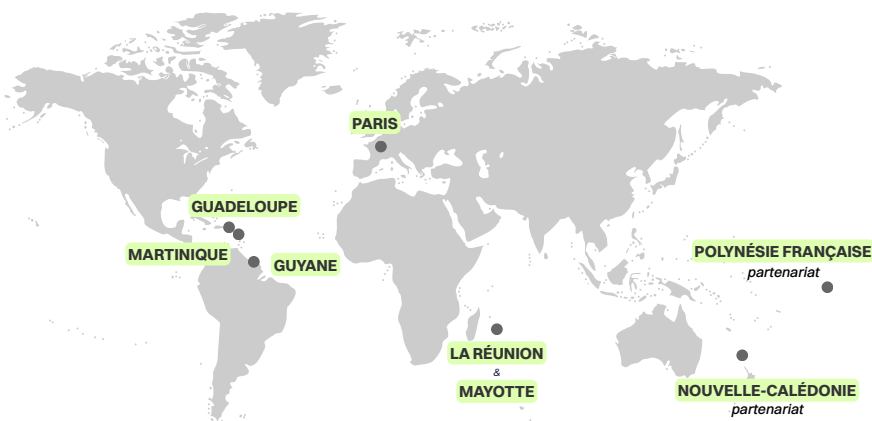 PARIS
GUADELOUPE
MARTINIQUE
GUYANE
POLYNÉSIE FRANÇAISE
partenariat
LA RÉUNION
&
MAYOTTE
NOUVELLE-CALÉDONIE
partenariat